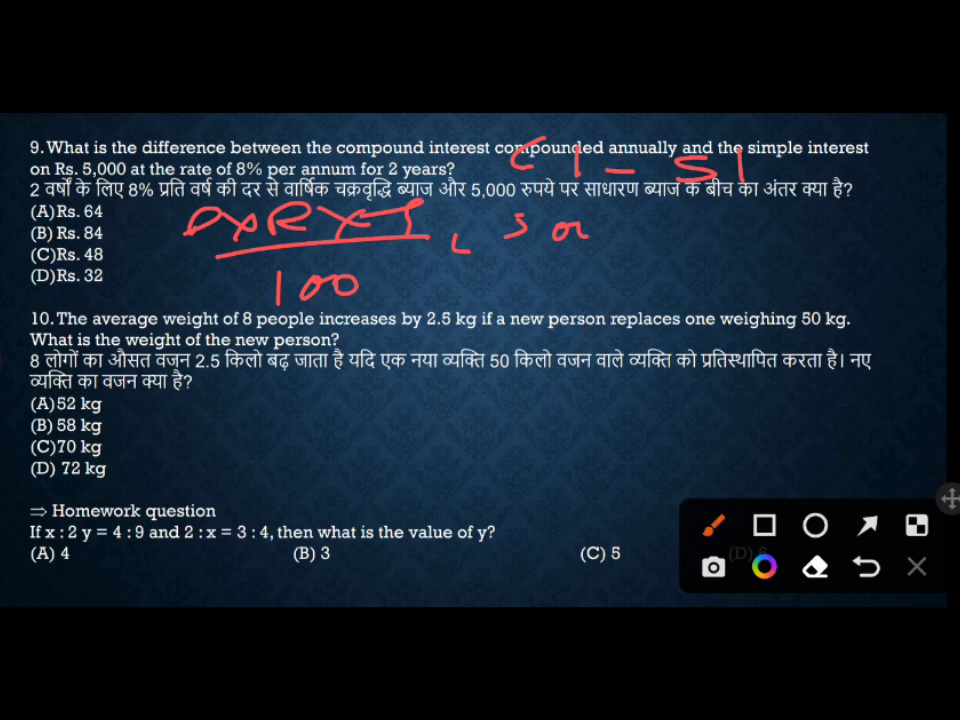 9. What is the difference between the compound interest compounded annually and the simple interest
on Rs. 5,000 at the rate of 8% per annum for 2 years?
2 वर्षों के लिए 8% प्रति वर्ष की दर से वार्षिक चक्रवृद्धि ब्याज और 5,000 रुपये पर साधारण ब्याज के बीच का अंतर क्या है?
(A) Rs. 64
(B) Rs. 84
(C) Rs. 48
(D) Rs. 32
CI - SI
PxRxT
100
10. The average weight of 8 people increases by 2.5 kg if a new person replaces one weighing 50 kg.
What is the weight of the new person?
8 लोगों का औसत वजन 2.5 किलो बढ़ जाता है यदि एक नया व्यक्ति 50 किलो वजन वाले व्यक्ति को प्रतिस्थापित करता है। नए
व्यक्ति का वजन क्या है?
(A) 52 kg
(B) 58 kg
(C) 70 kg
(D) 72 kg
⇒ Homework question
If x : 2 y = 4 : 9 and 2 : x = 3 : 4, then what is the value of y?
(A) 4 (B) 3 (C) 5 (D)